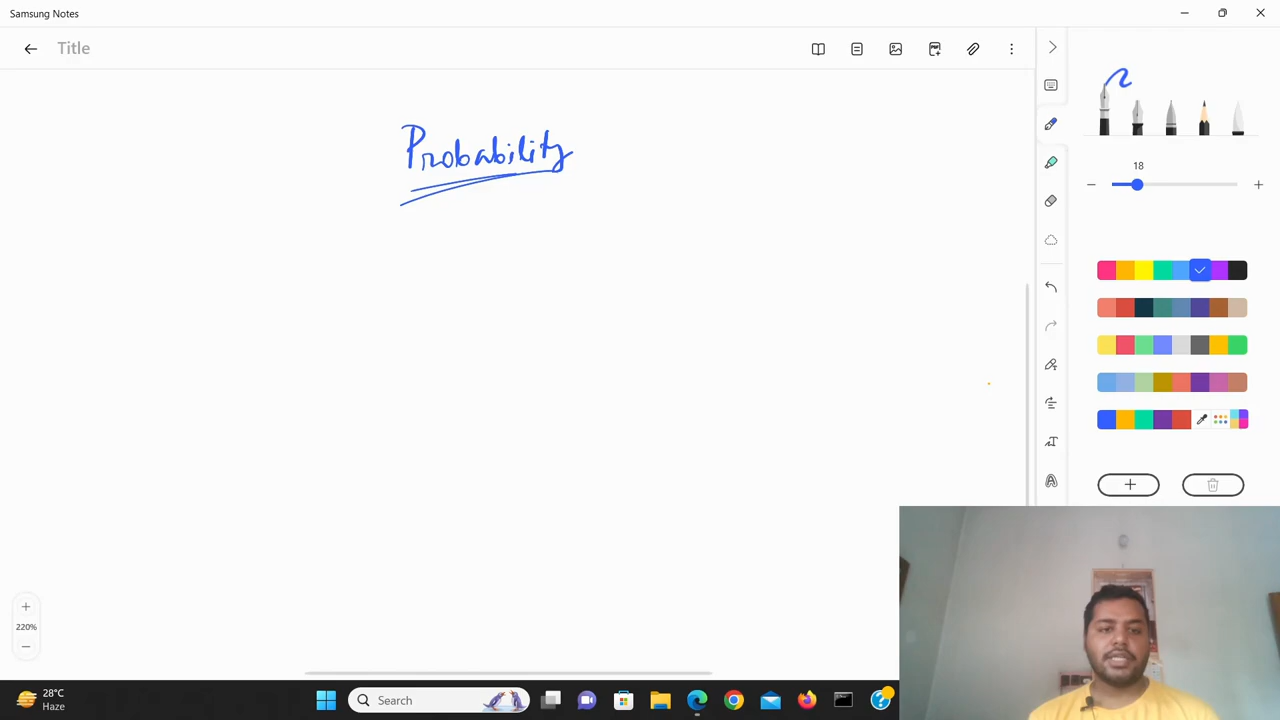 Samsung Notes
Title
Probability
18
220%
28°C
Haze
Search